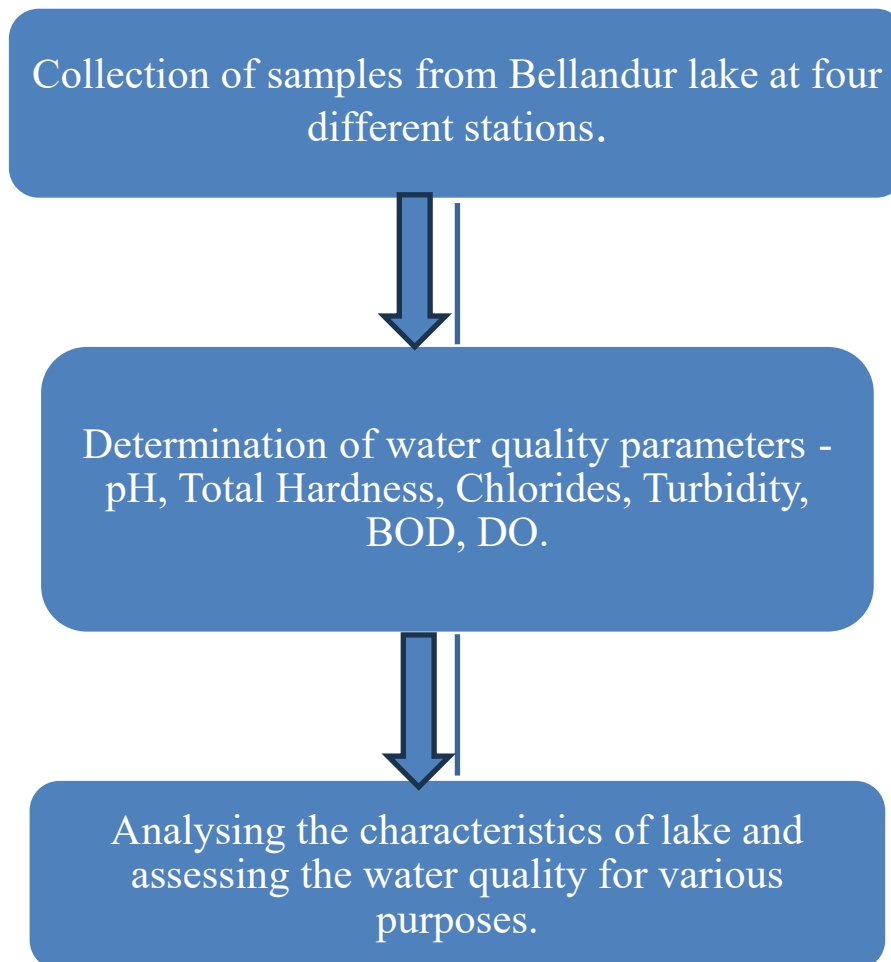 Collection of samples from Bellandur lake at four
different stations.
Determination of water quality parameters -
pH, Total Hardness, Chlorides, Turbidity,
BOD, DO.
Analysing the characteristics of lake and
assessing the water quality for various
purposes.